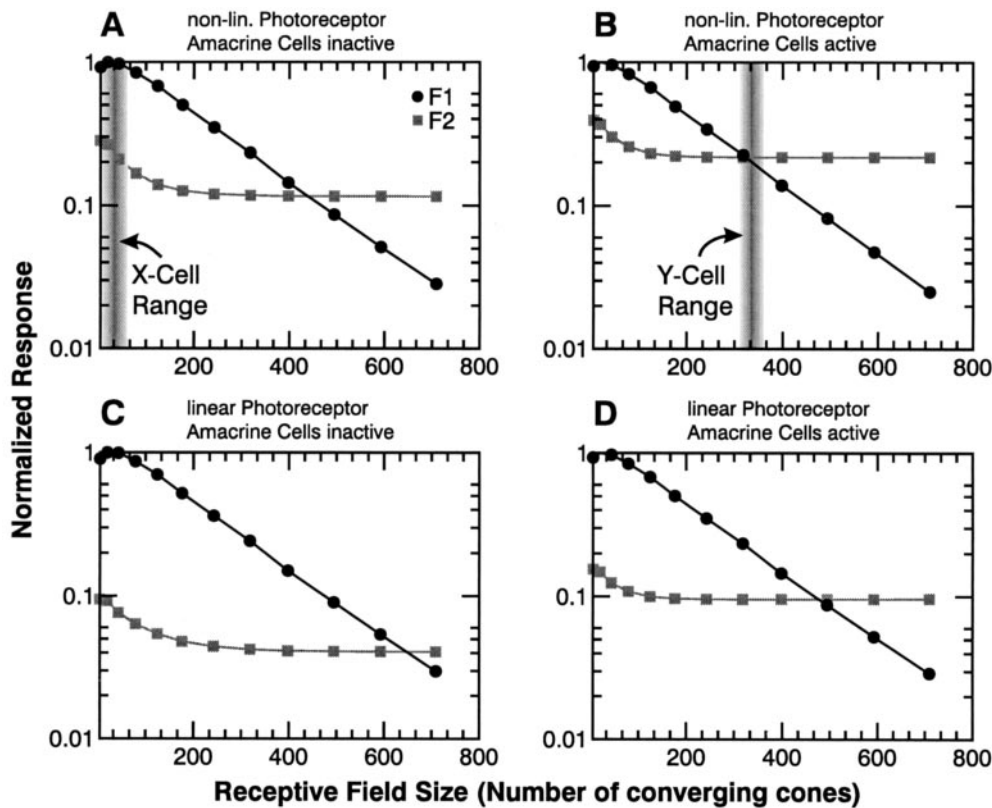 A
non-lin. Photoreceptor
Amacrine Cells inactive
B
non-lin. Photoreceptor
Amacrine Cells active
1
0.1
0.01
F1
F2
X-Cell
Range
200
400
600
800
1
0.1
0.01
Y-Cell
Range
200
400
600
800
C
linear Photoreceptor
Amacrine Cells inactive
D
linear Photoreceptor
Amacrine Cells active
1
0.1
0.01
200
400
600
800
1
0.1
0.01
200
400
600
800
Normalized Response
Receptive Field Size (Number of converging cones)